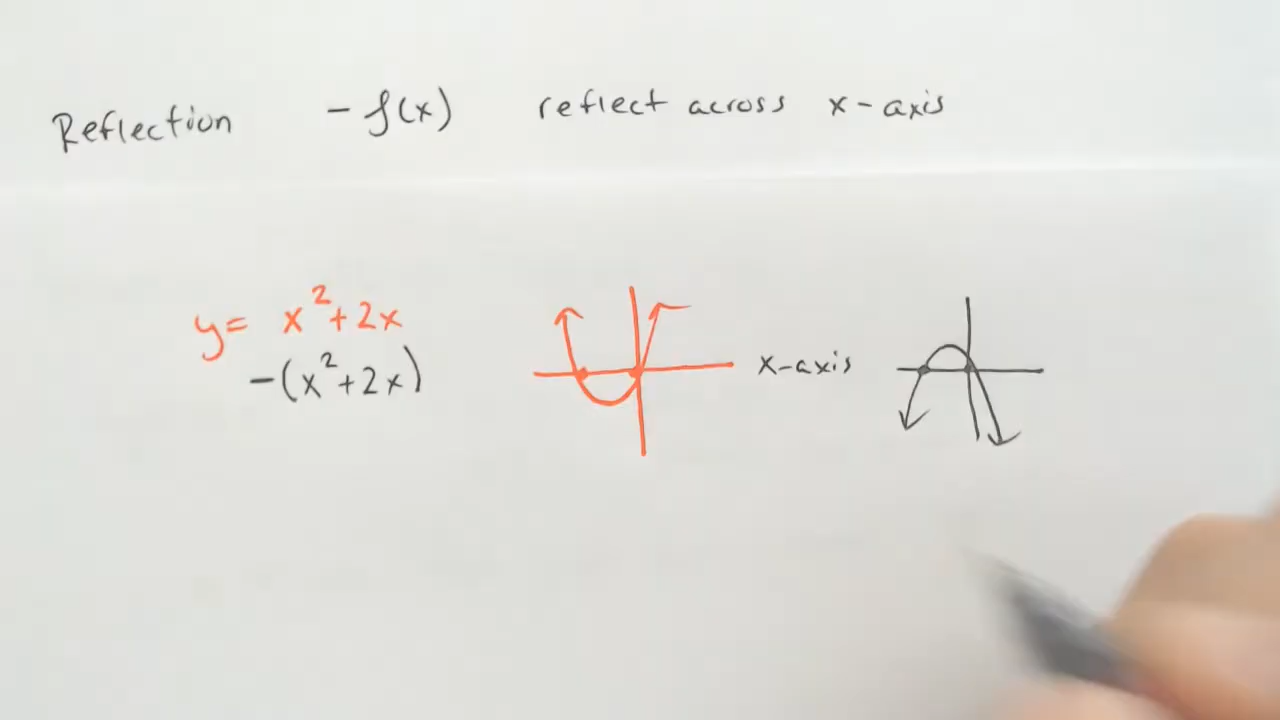 Reflection -f(x) reflect across x-axis
y= x²+2x
-(x²+2x)
x-axis